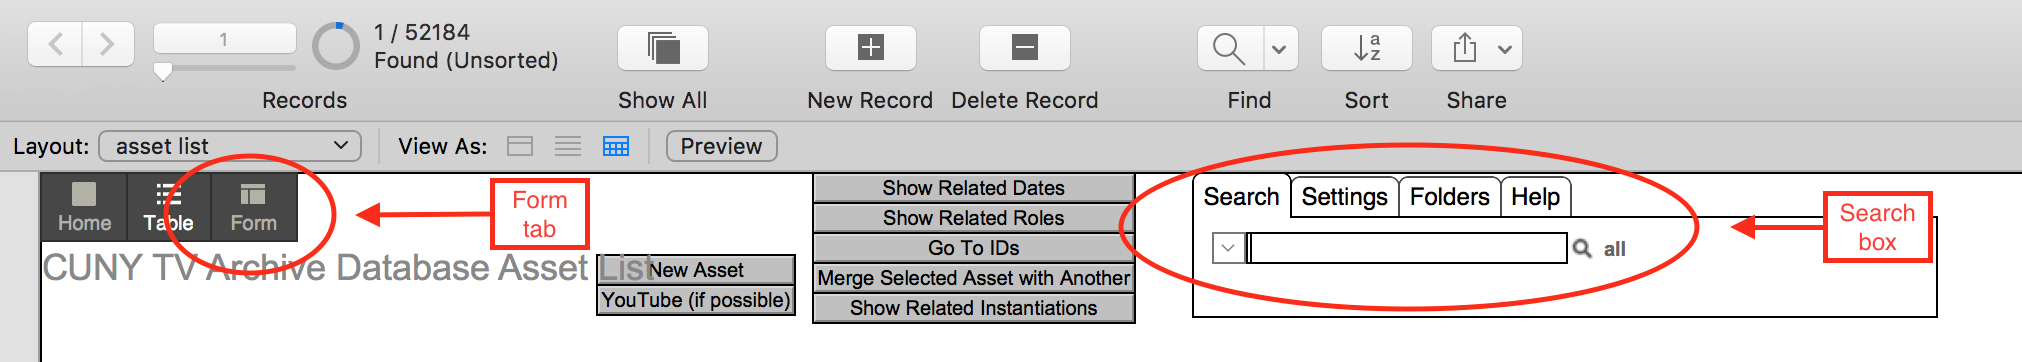 1
1 / 52184
Found (Unsorted)
Records
Show All
New Record
Delete Record
Find
a
z
Sort
Share
Layout: asset list
View As:
Preview
Home
Table
Form
Form
tab
CUNY TV Archive Database Asset List
New Asset
YouTube (if possible)
Show Related Dates
Show Related Roles
Go To IDs
Merge Selected Asset with Another
Show Related Instantiations
Search
Settings
Folders
Help
all
Search
box